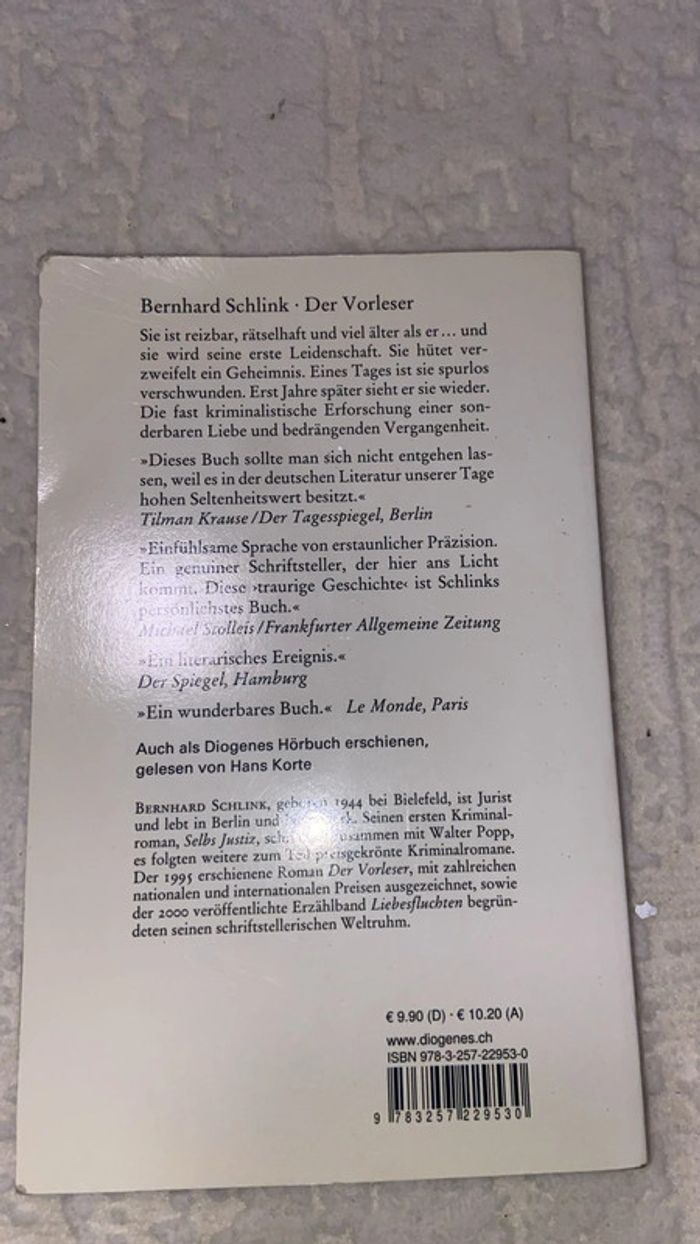 Bernhard Schlink · Der Vorleser
Sie ist reizbar, rätselhaft und viel älter als er... und
sie wird seine erste Leidenschaft. Sie hütet ver-
zweifelt ein Geheimnis. Eines Tages ist sie spurlos
verschwunden. Erst Jahre später sieht er sie wieder.
Die fast kriminalistische Erforschung einer son-
derbaren Liebe und bedrängenden Vergangenheit.
»Dieses Buch sollte man sich nicht entgehen las-
sen, weil es in der deutschen Literatur unserer Tage
hohen Seltenheitswert besitzt.«
Tilman Krause / Der Tagesspiegel, Berlin
»Einfühlsame Sprache von erstaunlicher Präzision.
Ein genuiner Schriftsteller, der hier ans Licht
kommt. Diese ›traurige Geschichte‹ ist Schlinks
persönlichstes Buch.«
Michael Stolleis / Frankfurter Allgemeine Zeitung
»Ein literarisches Ereignis.«
Der Spiegel, Hamburg
»Ein wunderbares Buch.« Le Monde, Paris
Auch als Diogenes Hörbuch erschienen,
gelesen von Hans Korte
BERNHARD SCHLINK, geboren 1944 bei Bielefeld, ist Jurist
und lebt in Berlin und Seinen ersten Kriminal-
roman, Selbs Justiz, zusammen mit Walter Popp,
es folgten weitere zum Teil preisgekrönte Kriminalromane.
Der 1995 erschienene Roman Der Vorleser, mit zahlreichen
nationalen und internationalen Preisen ausgezeichnet, sowie
der 2000 veröffentlichte Erzählband Liebesfluchten begrün-
deten seinen schriftstellerischen Weltruhm.
€ 9.90 (D) · € 10.20 (A)
www.diogenes.ch
ISBN 978-3-257-22953-0
9 783257 229530